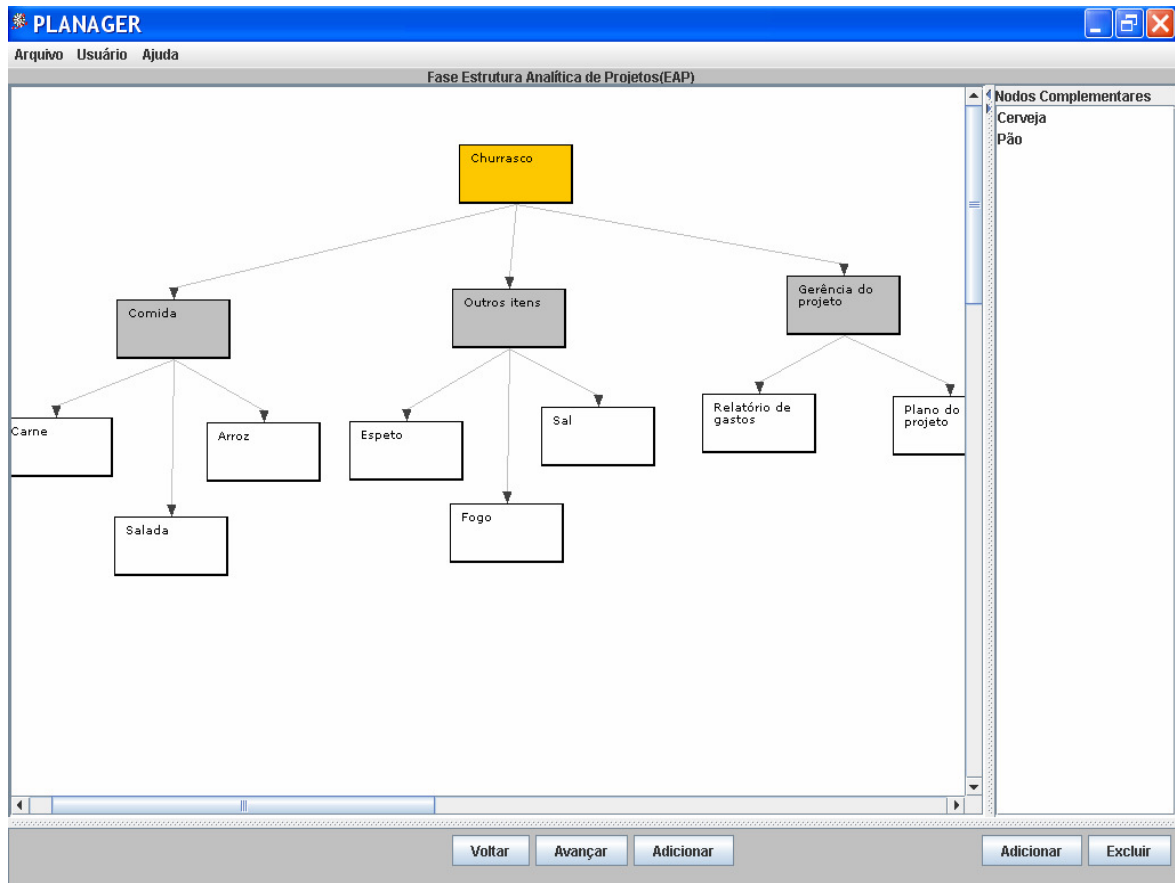 PLANAGER
Arquivo Usuário Ajuda
Fase Estrutura Analítica de Projetos(EAP)
Nodos Complementares
Cerveja
Pão
Churrasco
Comida
Outros itens
Gerência do
projeto
Carne
Arroz
Espeto
Sal
Relatório de
gastos
Plano do
projeto
Salada
Fogo
Voltar
Avançar
Adicionar
Adicionar
Excluir